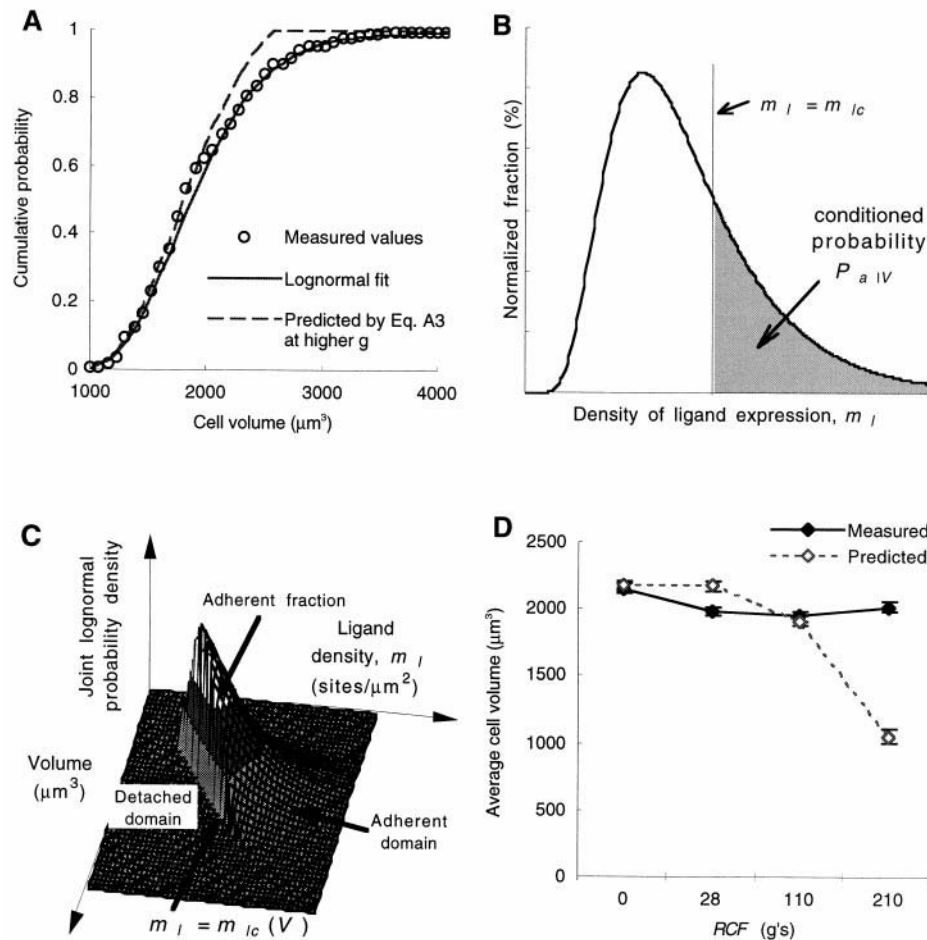 A
Cumulative probability
1
0.8
0.6
0.4
0.2
0
1000 2000 3000 4000
Cell volume (μm³)
Measured values
Lognormal fit
Predicted by Eq. A3
at higher g
B
Normalized fraction (%)
m l = m lc
conditioned
probability
P a |V
Density of ligand expression, m l
C
Joint lognormal
probability density
Adherent fraction
Ligand
density, m l
(sites/μm²)
Volume
(μm³)
Detached
domain
Adherent
domain
m l = m lc (V)
D
Measured
Predicted
Average cell volume (μm³)
2500
2000
1500
1000
500
0
0 28 110 210
RCF (g's)